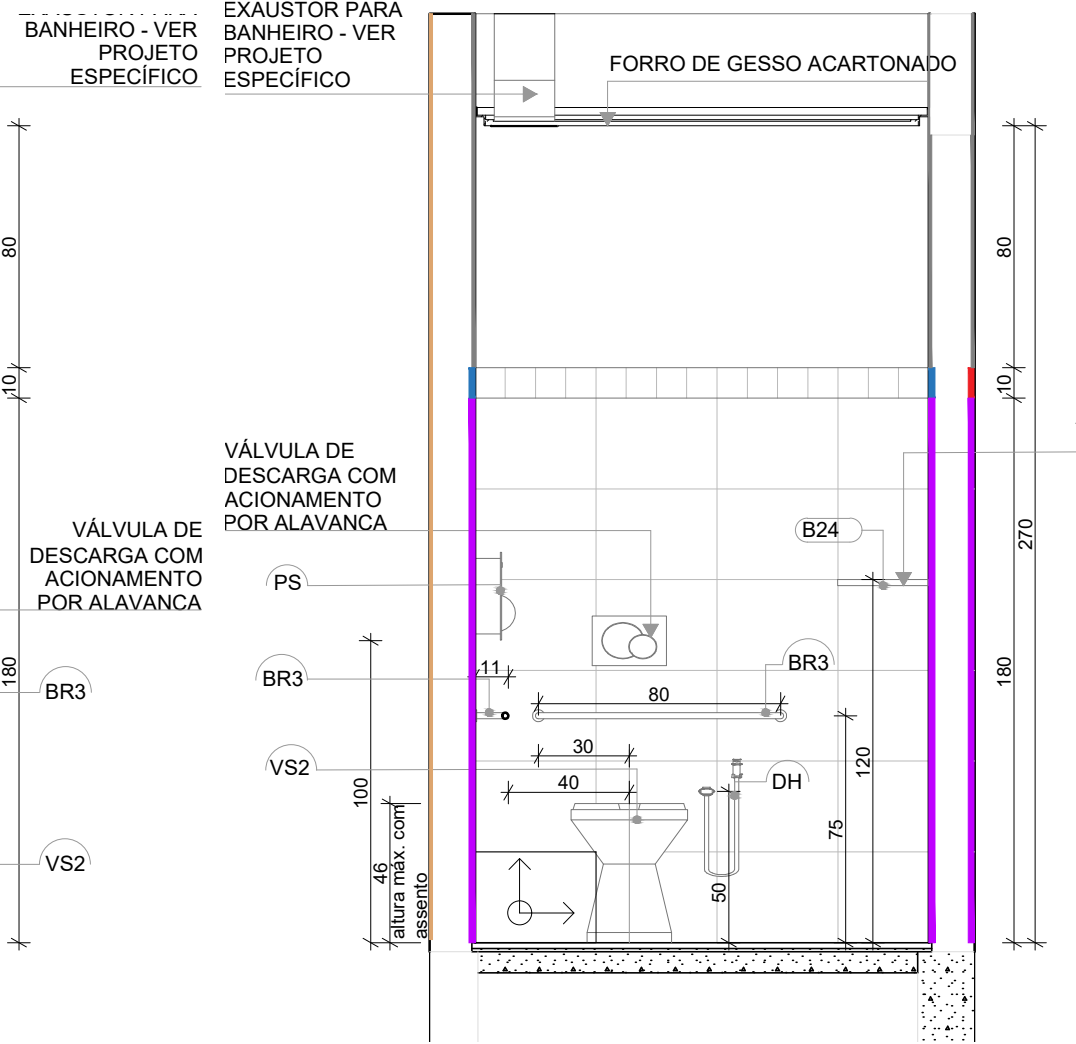 BANHEIRO - VER
PROJETO
ESPECÍFICO
EXAUSTOR PARA
BANHEIRO - VER
PROJETO
ESPECÍFICO
FORRO DE GESSO ACARTONADO
80
10
180
80
10
180
270
VÁLVULA DE
DESCARGA COM
ACIONAMENTO
POR ALAVANCA
VÁLVULA DE
DESCARGA COM
ACIONAMENTO
POR ALAVANCA
B24
PS
BR3
BR3
11
BR3
80
VS2
30
40
DH
VS2
100
46
altura máx. com
assento
50
75
120